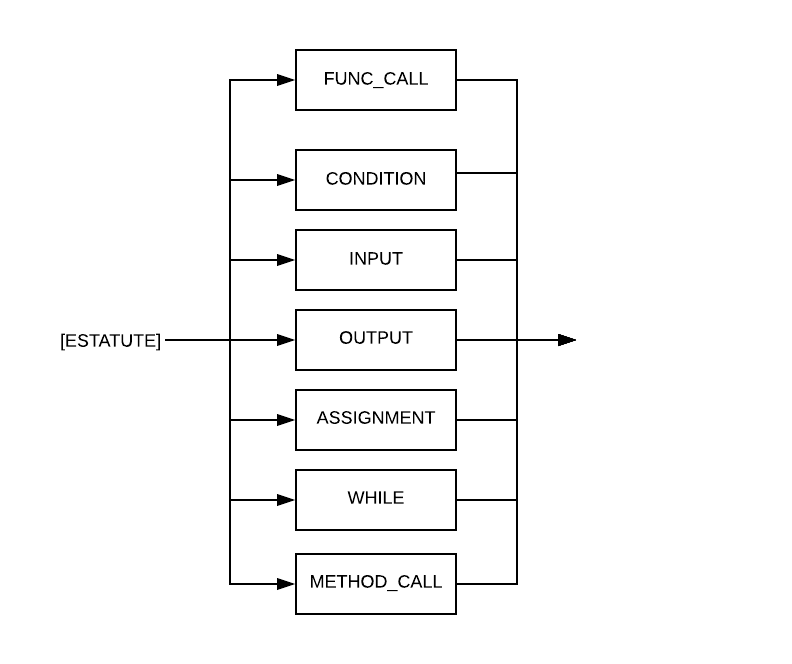 FUNC_CALL
CONDITION
INPUT
[ESTATUTE]
OUTPUT
ASSIGNMENT
WHILE
METHOD_CALL